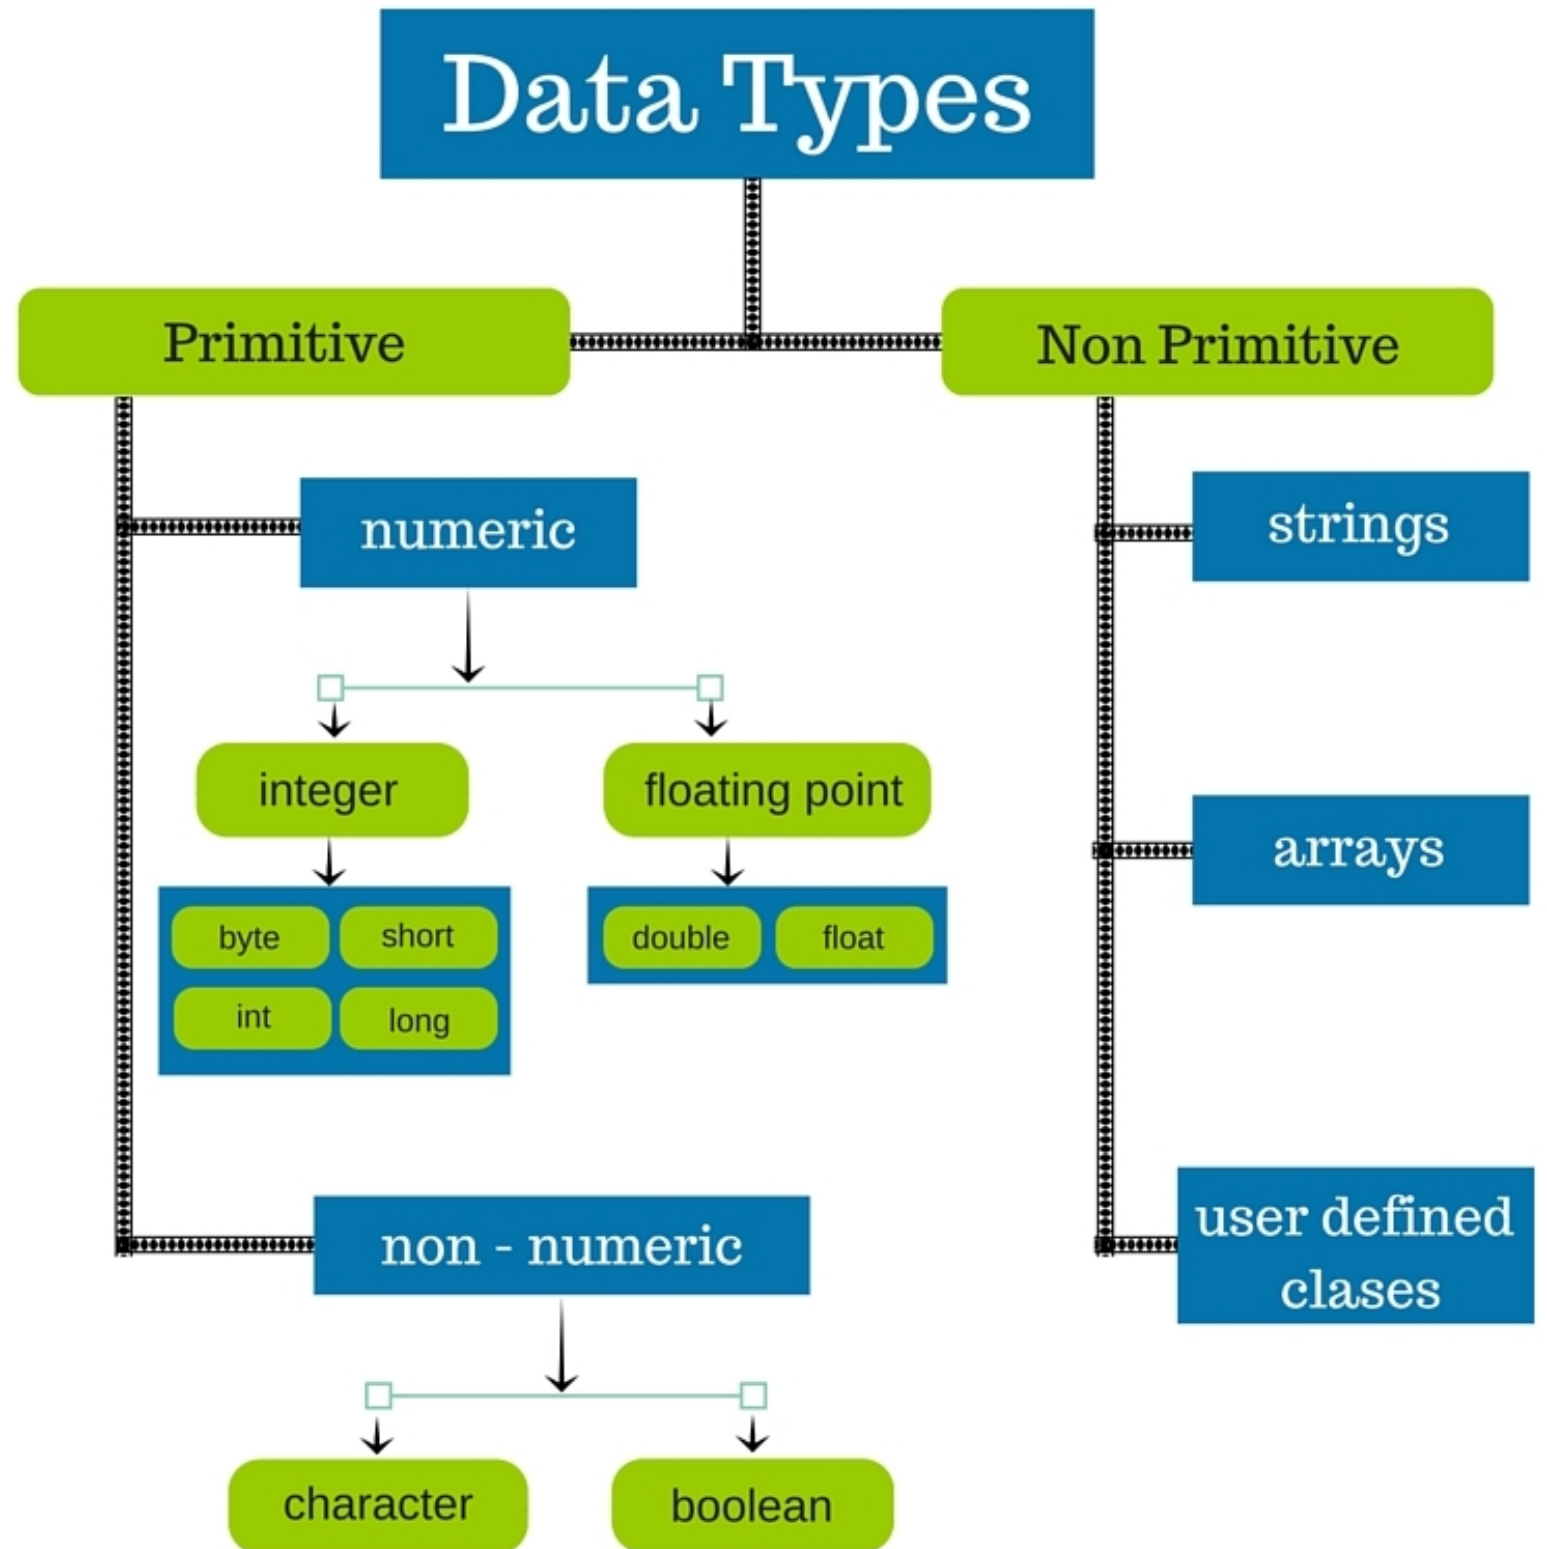 Data Types
Primitive
Non Primitive
numeric
strings
integer
floating point
arrays
byte
short
double
float
int
long
non - numeric
user defined
clases
character
boolean